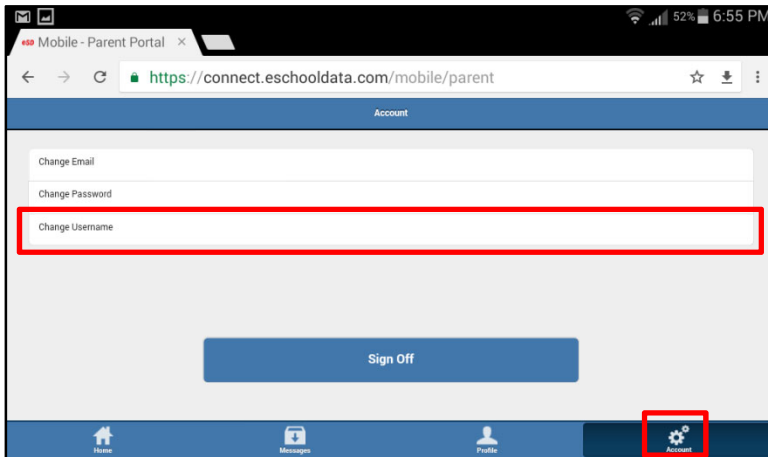 52% 6:55 PM
esd Mobile - Parent Portal ×
https://connect.eschooldata.com/mobile/parent
Account
Change Email
Change Password
Change Username
Sign Off
Home Messages Profile Account